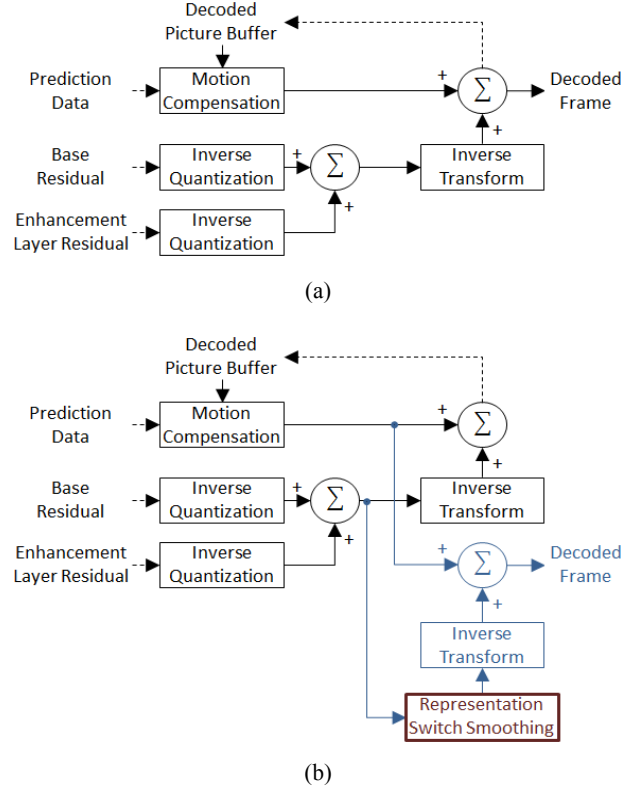 Decoded
Picture Buffer
Prediction
Data
Motion
Compensation
+
Σ
Decoded
Frame
+
Base
Residual
Inverse
Quantization
+
Σ
Inverse
Transform
+
Enhancement
Layer Residual
Inverse
Quantization
(a)
Decoded
Picture Buffer
Prediction
Data
Motion
Compensation
+
Σ
+
Base
Residual
Inverse
Quantization
+
Σ
Inverse
Transform
+
Enhancement
Layer Residual
Inverse
Quantization
+
Σ
Decoded
Frame
+
Inverse
Transform
Representation
Switch Smoothing
(b)